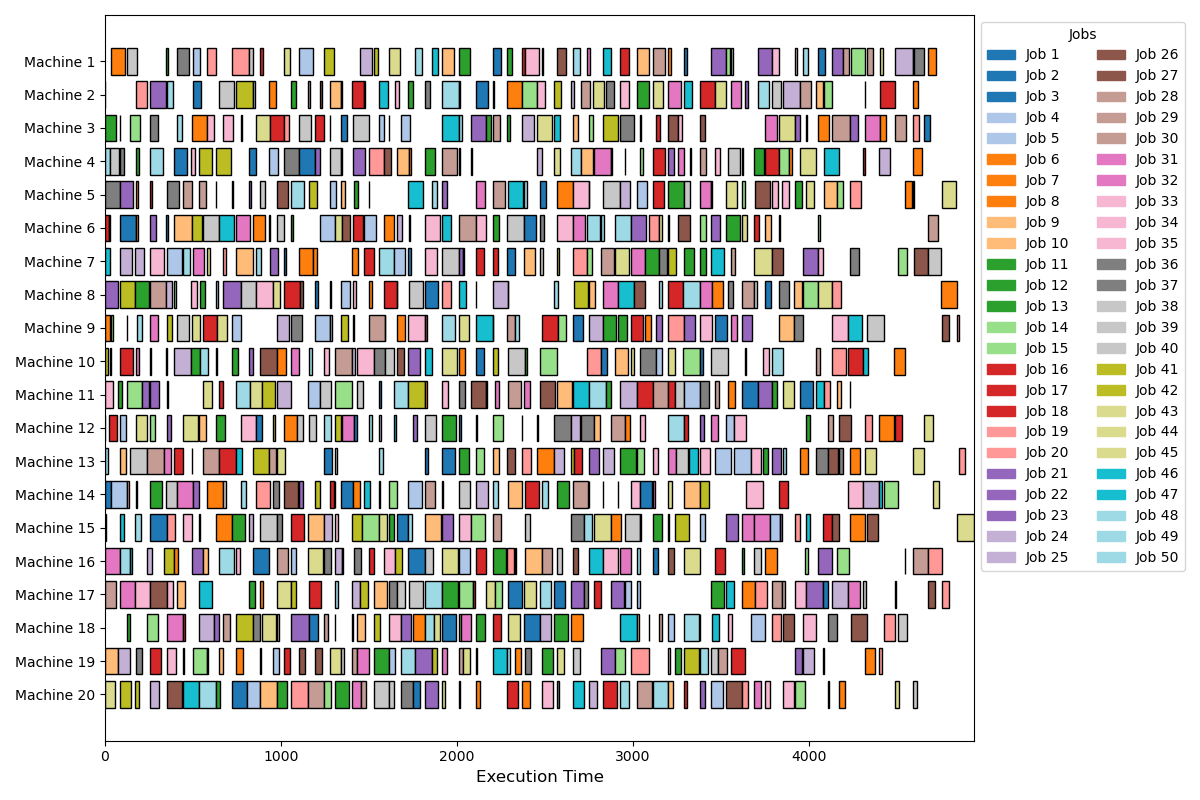 Machine 1
Machine 2
Machine 3
Machine 4
Machine 5
Machine 6
Machine 7
Machine 8
Machine 9
Machine 10
Machine 11
Machine 12
Machine 13
Machine 14
Machine 15
Machine 16
Machine 17
Machine 18
Machine 19
Machine 20
0 1000 2000 3000 4000
Execution Time
Jobs
Job 1 Job 26
Job 2 Job 27
Job 3 Job 28
Job 4 Job 29
Job 5 Job 30
Job 6 Job 31
Job 7 Job 32
Job 8 Job 33
Job 9 Job 34
Job 10 Job 35
Job 11 Job 36
Job 12 Job 37
Job 13 Job 38
Job 14 Job 39
Job 15 Job 40
Job 16 Job 41
Job 17 Job 42
Job 18 Job 43
Job 19 Job 44
Job 20 Job 45
Job 21 Job 46
Job 22 Job 47
Job 23 Job 48
Job 24 Job 49
Job 25 Job 50